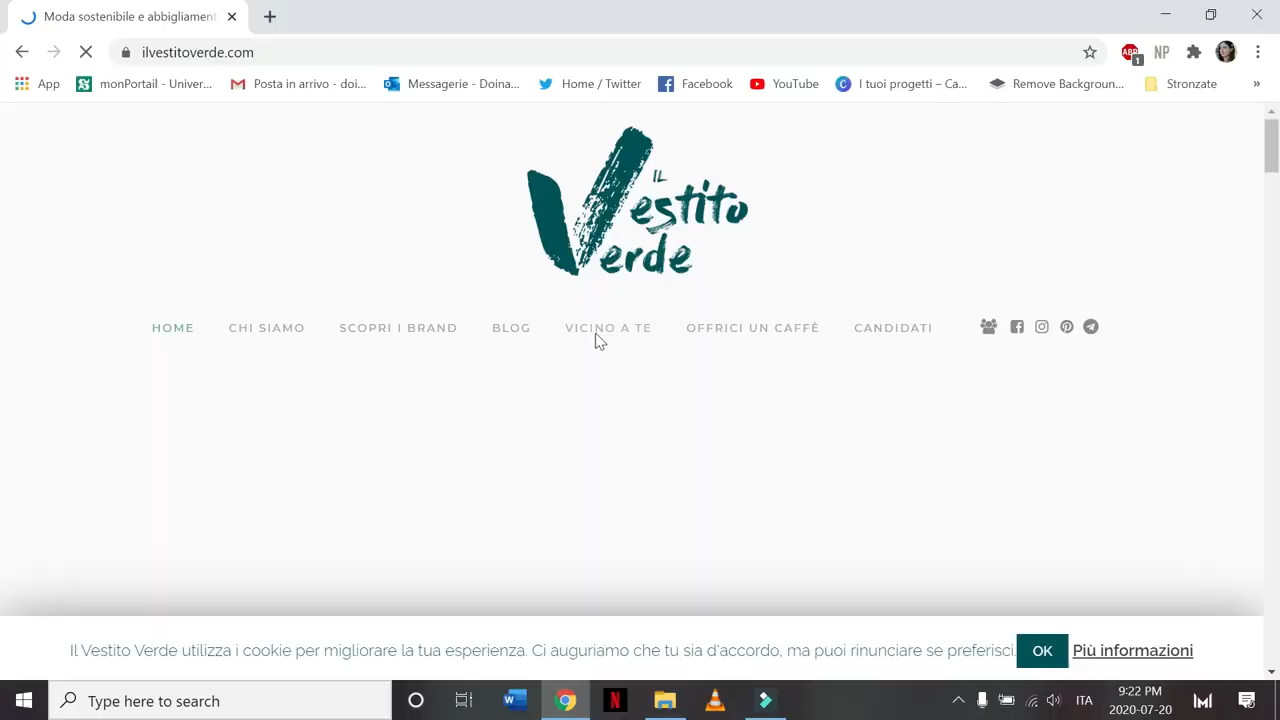 Moda sostenibile e abbigliament
ilvestitoverde.com
ABP
1
NP
App
monPortail - Univer...
Posta in arrivo - doi...
Messagerie - Doina...
Home / Twitter
Facebook
YouTube
I tuoi progetti – Ca...
Remove Backgroun...
Stronzate
»
IL
Vestito
Verde
HOME
CHI SIAMO
SCOPRI I BRAND
BLOG
VICINO A TE
OFFRICI UN CAFFÈ
CANDIDATI
Il Vestito Verde utilizza i cookie per migliorare la tua esperienza. Ci auguriamo che tu sia d'accordo, ma puoi rinunciare se preferisci.
OK
Più informazioni
Type here to search
ITA
9:22 PM
2020-07-20